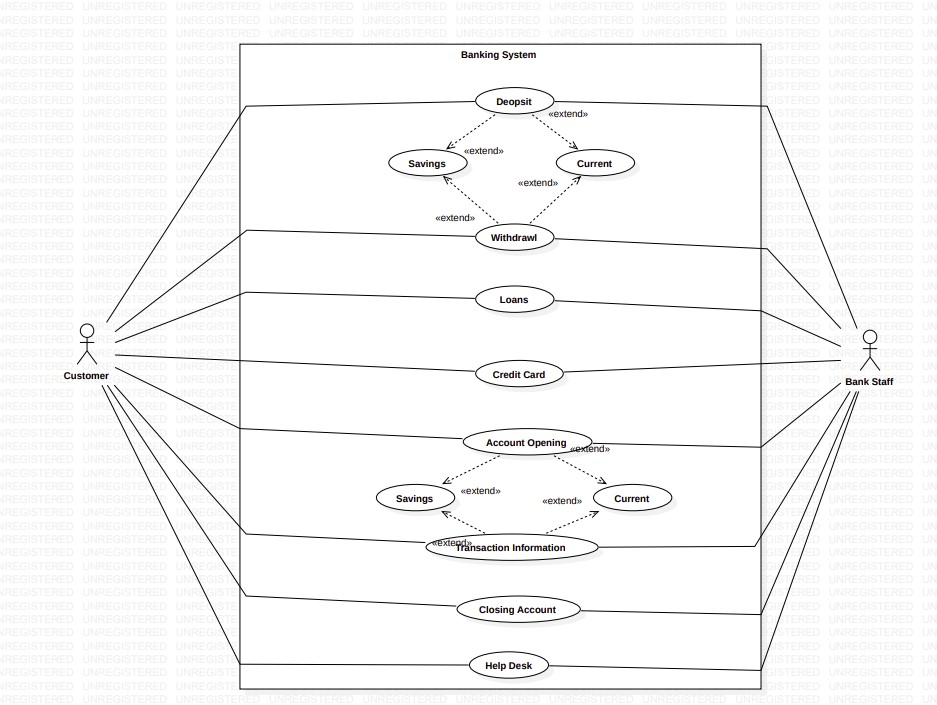 Banking System
Deopsit
«extend»
«extend»
Savings
Current
«extend»
«extend»
Withdrawl
Loans
Customer
Credit Card
Bank Staff
Account Opening
«extend»
«extend»
Savings
Current
«extend»
«extend»
Transaction Information
Closing Account
Help Desk
UNREGISTERED